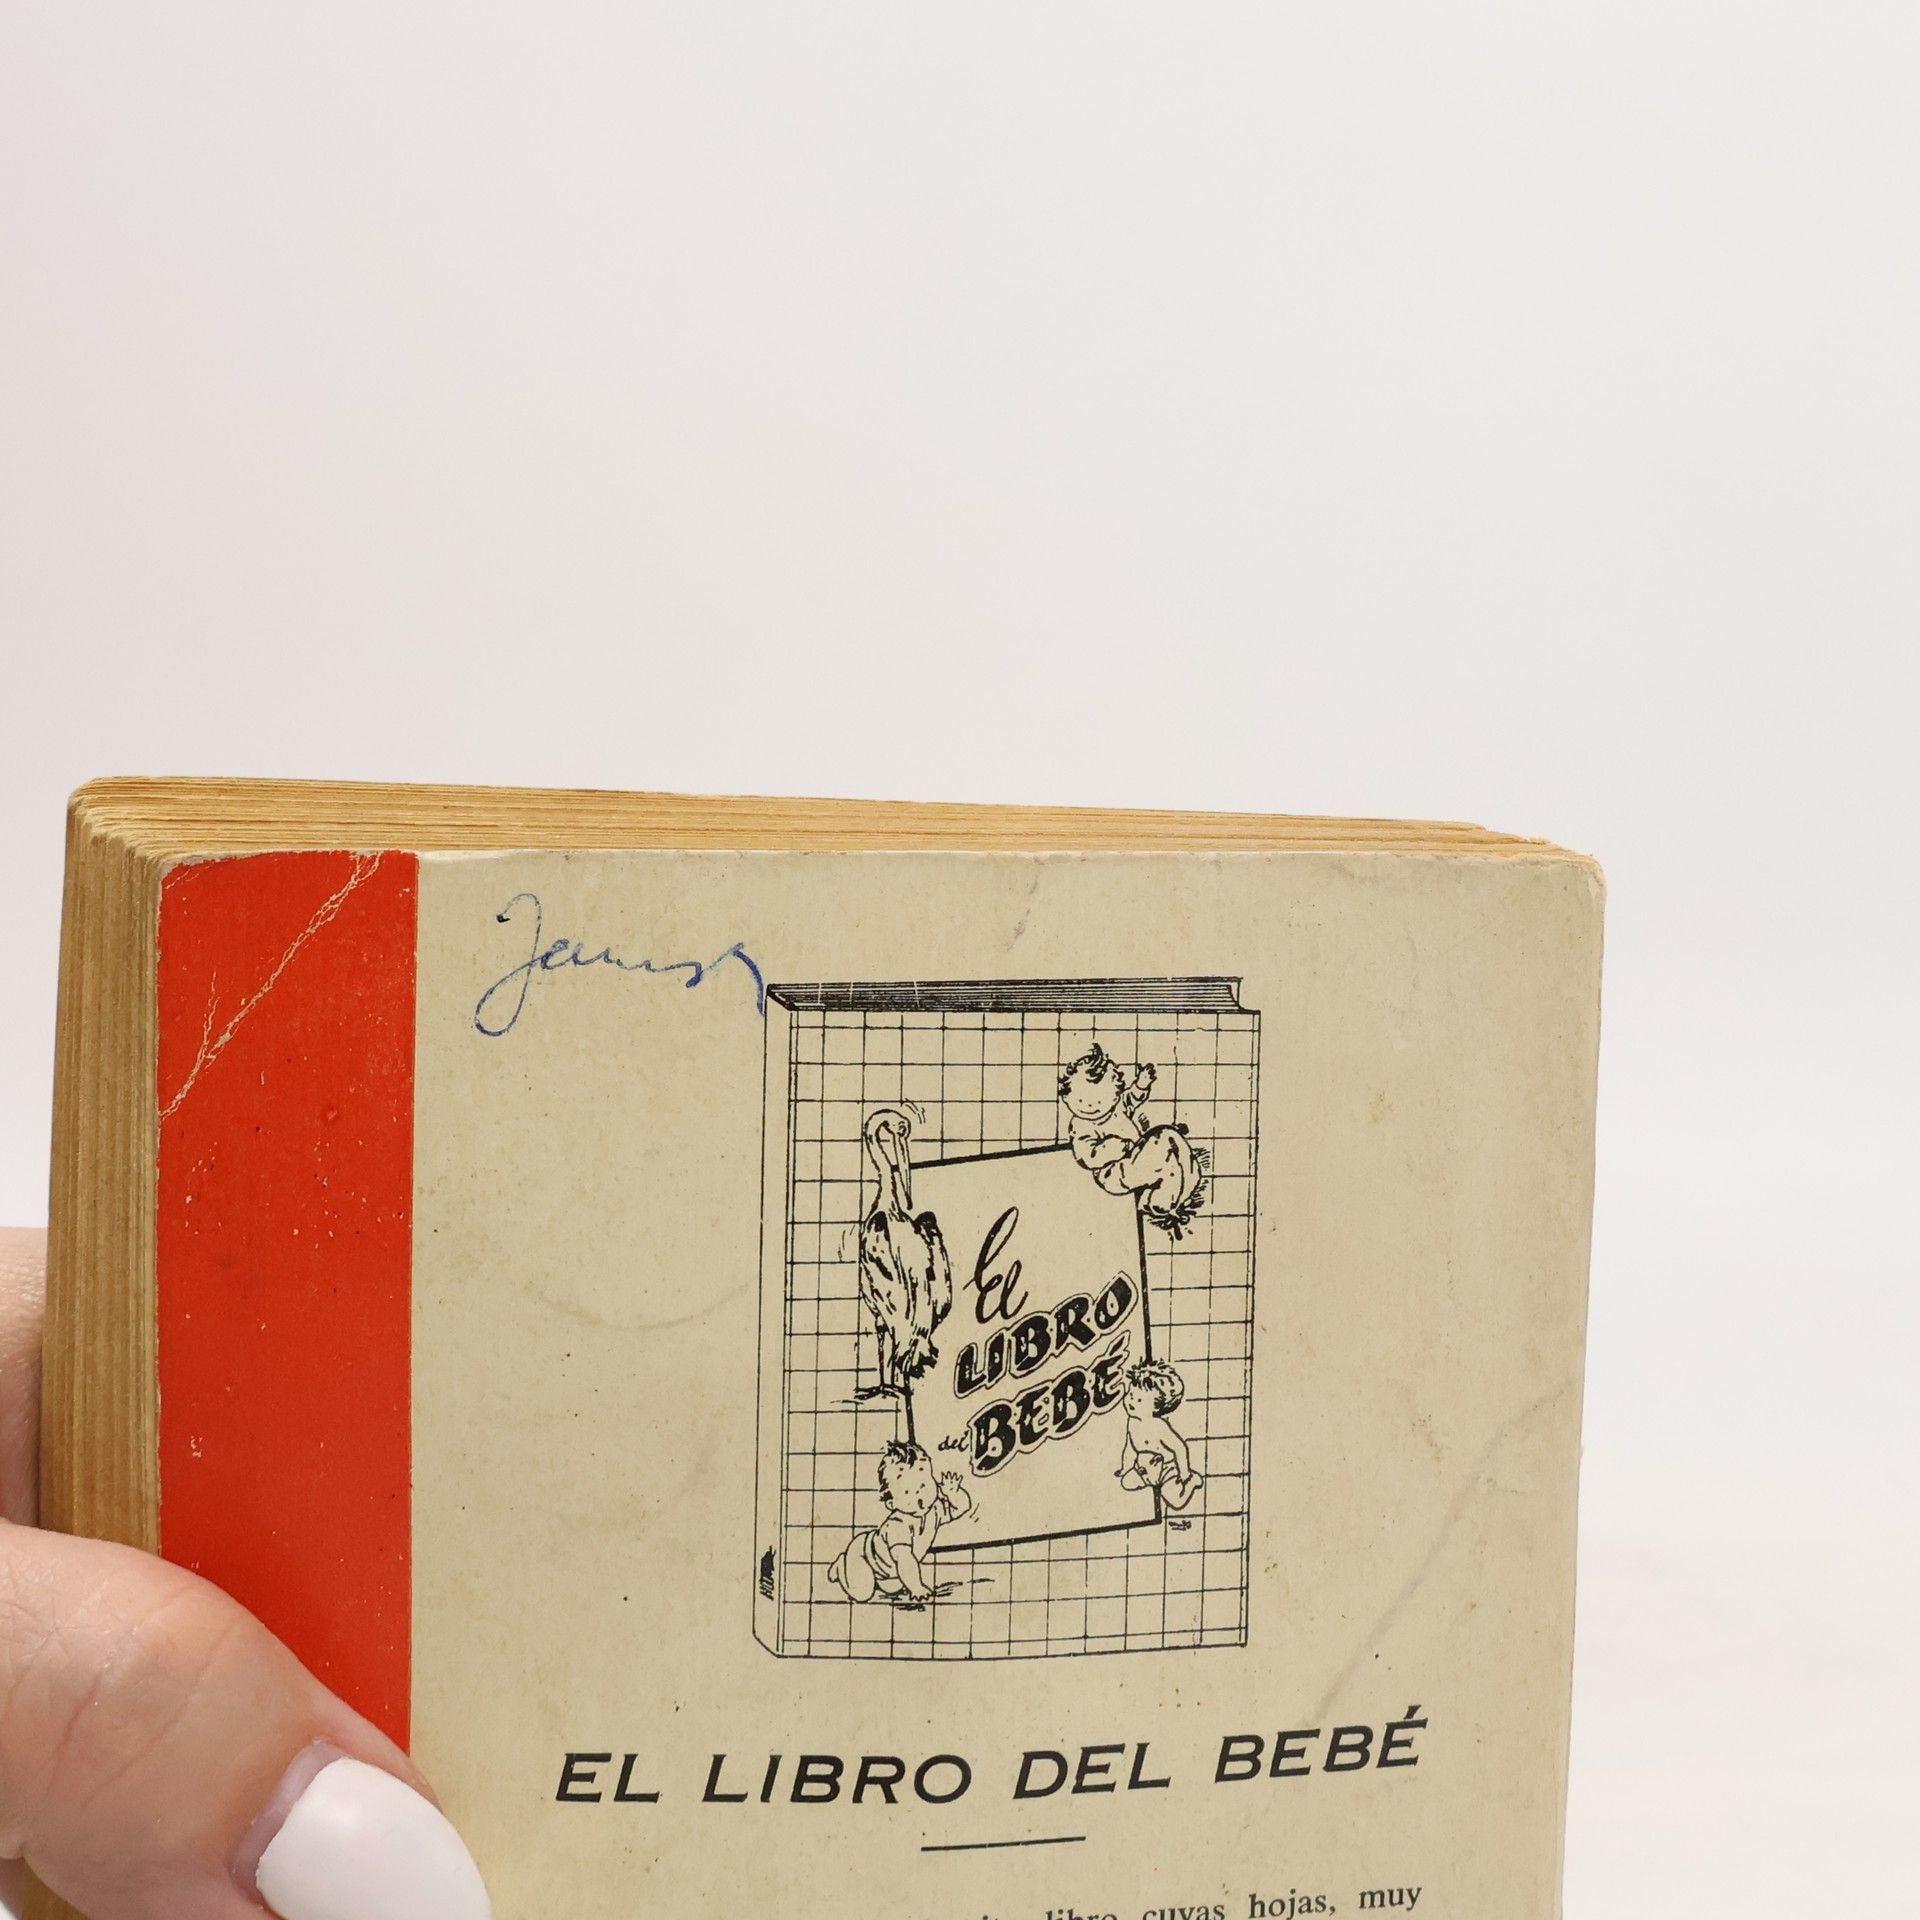 El
LIBRO
del BEBÉ
EL LIBRO DEL BEBÉ
libro cuyas hojas, muy